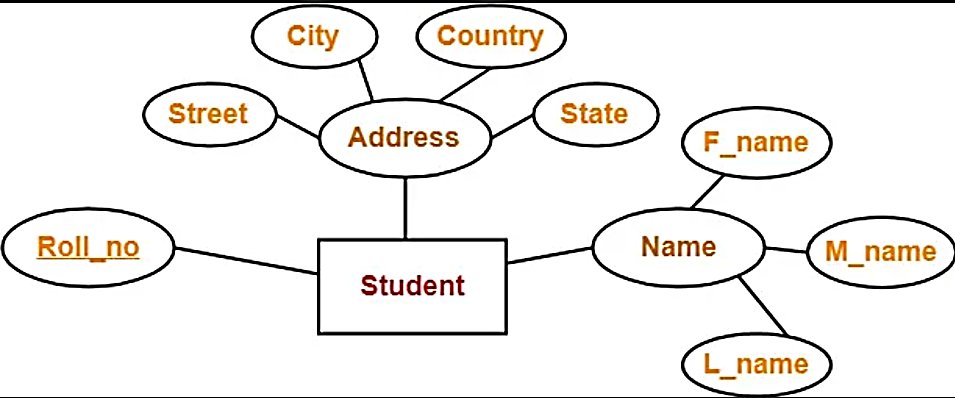 City
Country
Street
Address
State
F_name
Roll_no
Student
Name
M_name
L_name